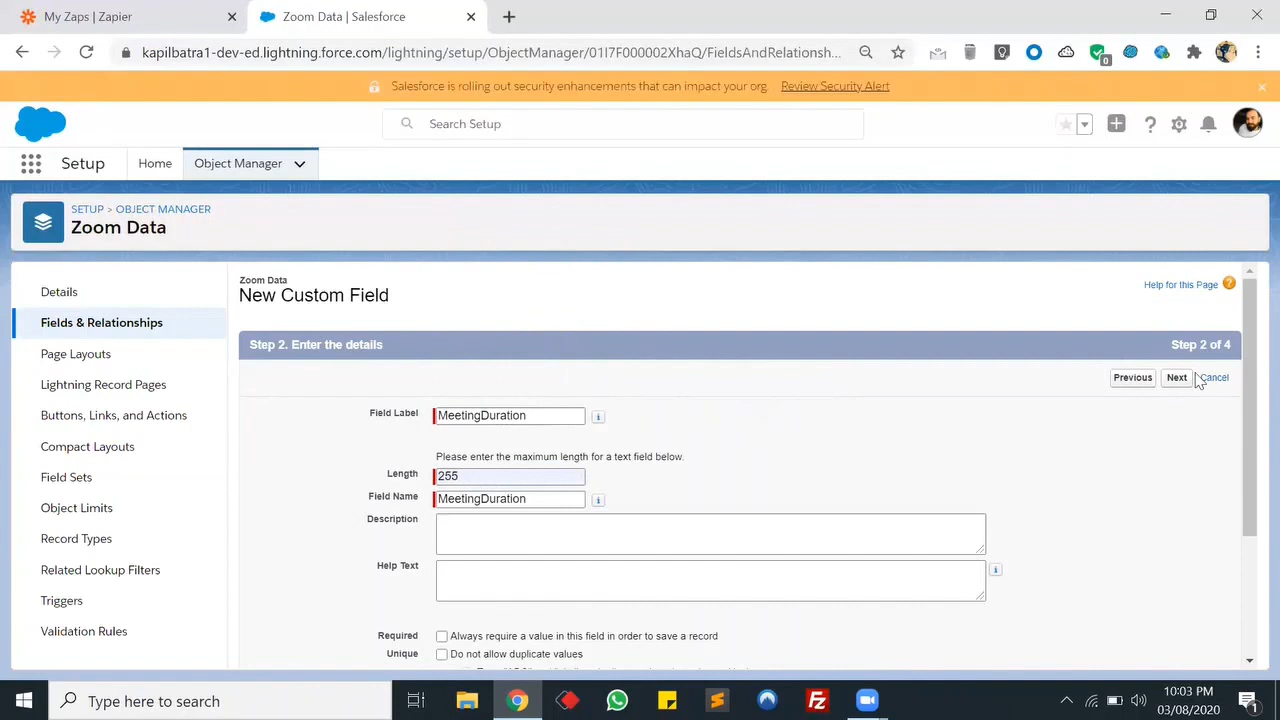 My Zaps | Zapier
Zoom Data | Salesforce
kapilbatra1-dev-ed.lightning.force.com/lightning/setup/ObjectManager/01I7F000002XhaQ/FieldsAndRelationsh...
0
Salesforce is rolling out security enhancements that can impact your org. Review Security Alert
Search Setup
Setup Home Object Manager
SETUP > OBJECT MANAGER
Zoom Data
Details
Fields & Relationships
Page Layouts
Lightning Record Pages
Buttons, Links, and Actions
Compact Layouts
Field Sets
Object Limits
Record Types
Related Lookup Filters
Triggers
Validation Rules
Zoom Data
New Custom Field
Help for this Page
Step 2. Enter the details Step 2 of 4
Previous Next Cancel
Field Label MeetingDuration
Please enter the maximum length for a text field below.
Length 255
Field Name MeetingDuration
Description
Help Text
Required Always require a value in this field in order to save a record
Unique Do not allow duplicate values
Type here to search
10:03 PM
03/08/2020
1